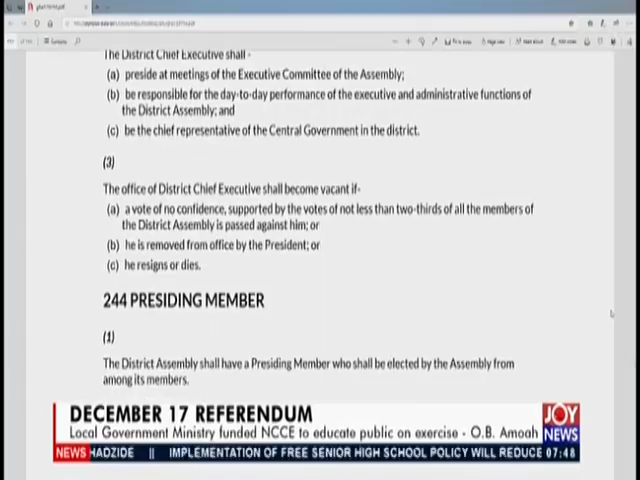 The District Chief Executive shall -
(a) preside at meetings of the Executive Committee of the Assembly;
(b) be responsible for the day-to-day performance of the executive and administrative functions of
the District Assembly; and
(c) be the chief representative of the Central Government in the district.
(3)
The office of District Chief Executive shall become vacant if-
(a) a vote of no confidence, supported by the votes of not less than two-thirds of all the members of
the District Assembly is passed against him; or
(b) he is removed from office by the President; or
(c) he resigns or dies.
244 PRESIDING MEMBER
(1)
The District Assembly shall have a Presiding Member who shall be elected by the Assembly from
among its members.
DECEMBER 17 REFERENDUM
Local Government Ministry funded NCCE to educate public on exercise - O.B. Amoah
JOY
NEWS
NEWS HADZIDE || IMPLEMENTATION OF FREE SENIOR HIGH SCHOOL POLICY WILL REDUCE 07:48